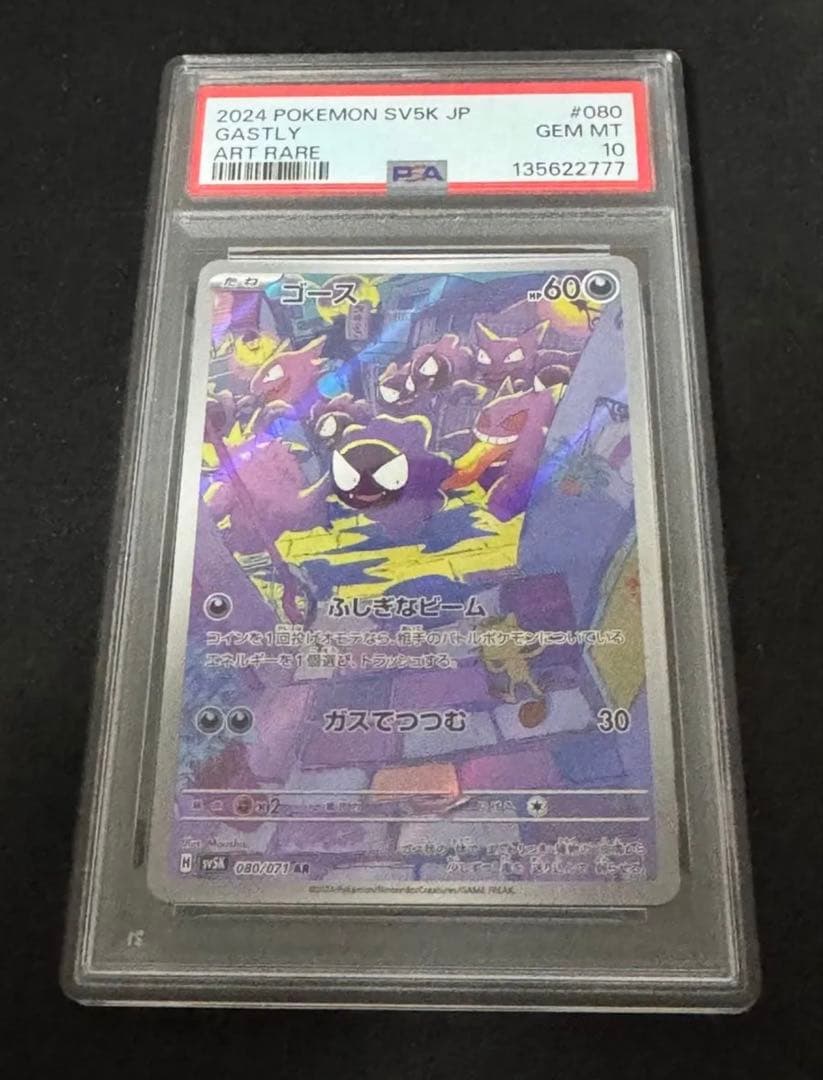 2024 POKEMON SV5K JP #080
GASTLY GEM MT
ART RARE 10
PSA 135622777
たね ゴース HP60
ふしぎなビーム
コインを1回投げオモテなら、相手のバトルポケモンについている
エネルギーを1個選び、トラッシュする。
ガスでつつむ 30
×2
H sv5K 080/071 AR